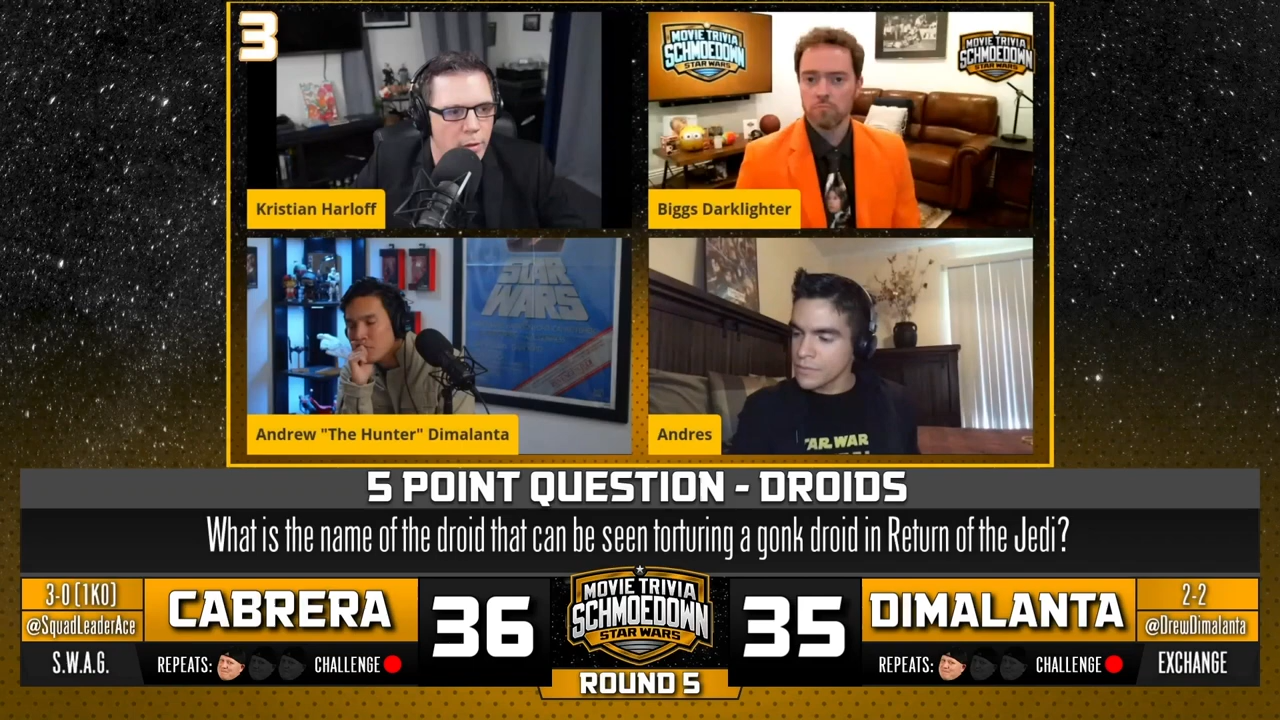 3
MOVIE TRIVIA
SCHMOEDOWN
STAR WARS
MOVIE TRIVIA
SCHMOEDOWN
STAR WARS
Kristian Harloff
Biggs Darklighter
STAR
WARS
Andrew "The Hunter" Dimalanta
Andres
TAR WAR
5 POINT QUESTION - DROIDS
What is the name of the droid that can be seen torturing a gonk droid in Return of the Jedi?
3-0 (1KO)
@SquadLeaderAce
S.W.A.G.
CABRERA
REPEATS:
CHALLENGE
36
MOVIE TRIVIA
SCHMOEDOWN
STAR WARS
ROUND 5
35
DIMALANTA
REPEATS:
CHALLENGE
2-2
@DrewDimalanta
EXCHANGE